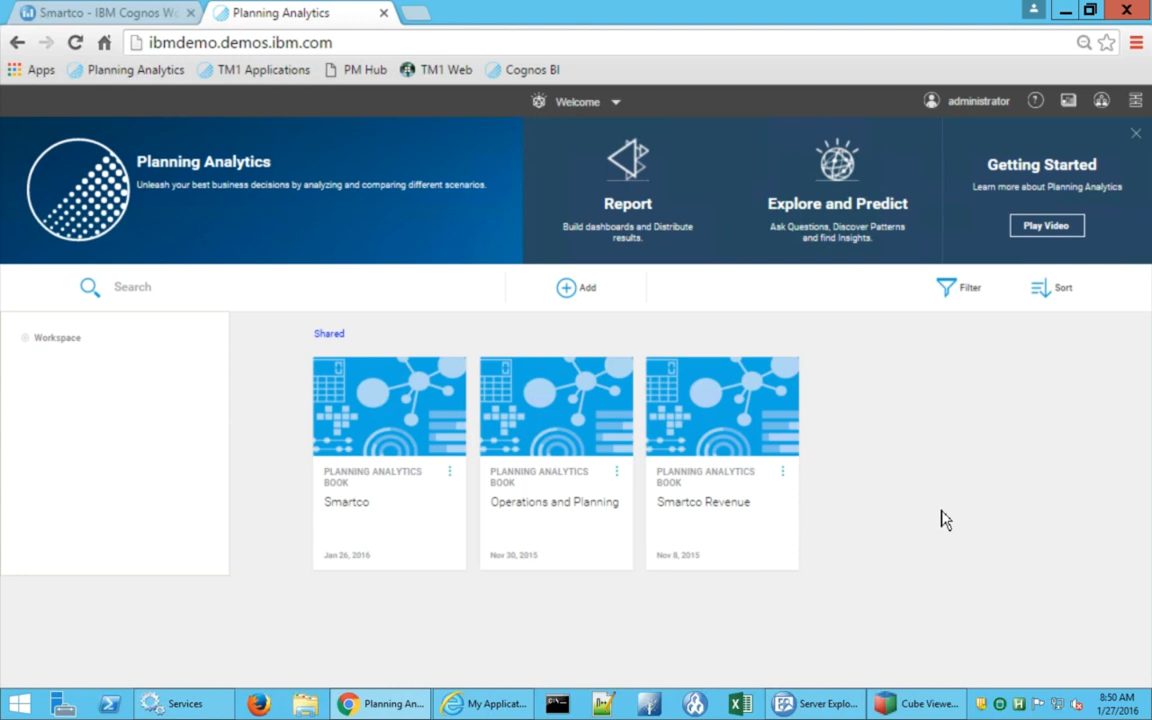 Smartco - IBM Cognos Wo
Planning Analytics
ibmdemo.demos.ibm.com
Apps
Planning Analytics
TM1 Applications
PM Hub
TM1 Web
Cognos BI
Welcome
administrator
Planning Analytics
Unleash your best business decisions by analyzing and comparing different scenarios.
Report
Build dashboards and Distribute
results.
Explore and Predict
Ask Questions, Discover Patterns
and find Insights.
Getting Started
Learn more about Planning Analytics
Play Video
Search
Add
Filter
Sort
Workspace
Shared
PLANNING ANALYTICS
BOOK
Smartco
Jan 26, 2016
PLANNING ANALYTICS
BOOK
Operations and Planning
Nov 30, 2015
PLANNING ANALYTICS
BOOK
Smartco Revenue
Nov 8, 2015
Services
Planning An...
My Applicat...
Server Explo...
Cube Viewe...
8:50 AM
1/27/2016